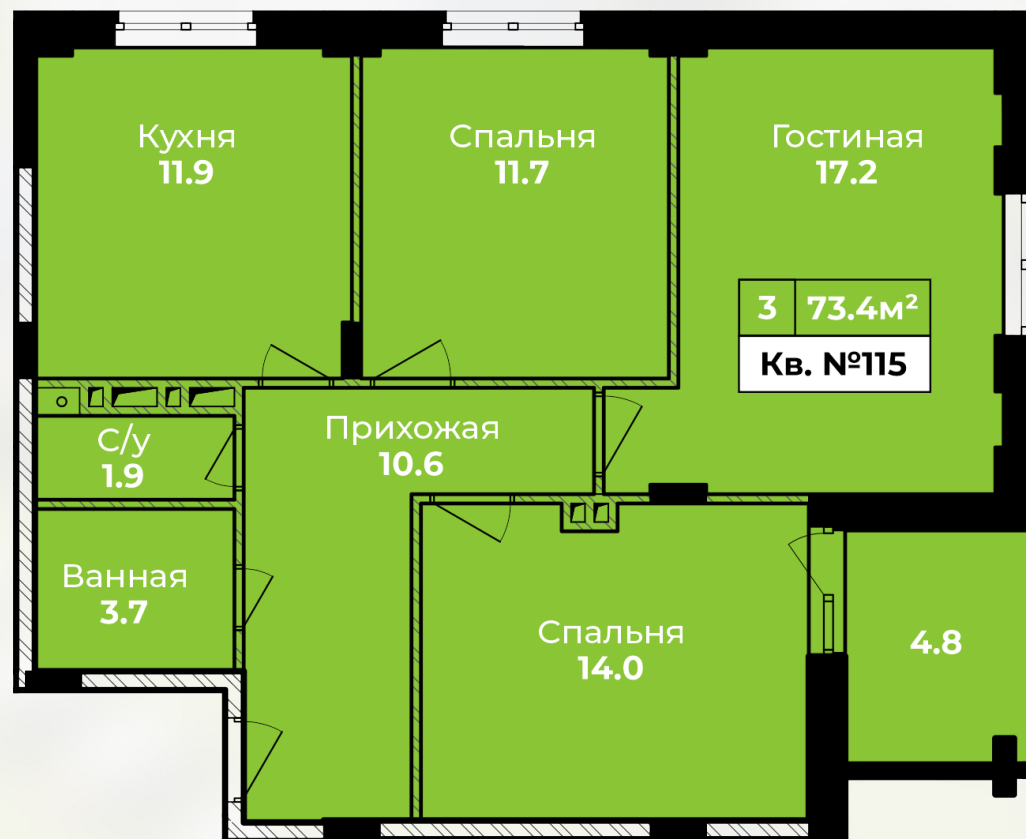 Кухня
11.9
Спальня
11.7
Гостиная
17.2
3 73.4м²
Кв. №115
С/у
1.9
Прихожая
10.6
Ванная
3.7
Спальня
14.0
4.8